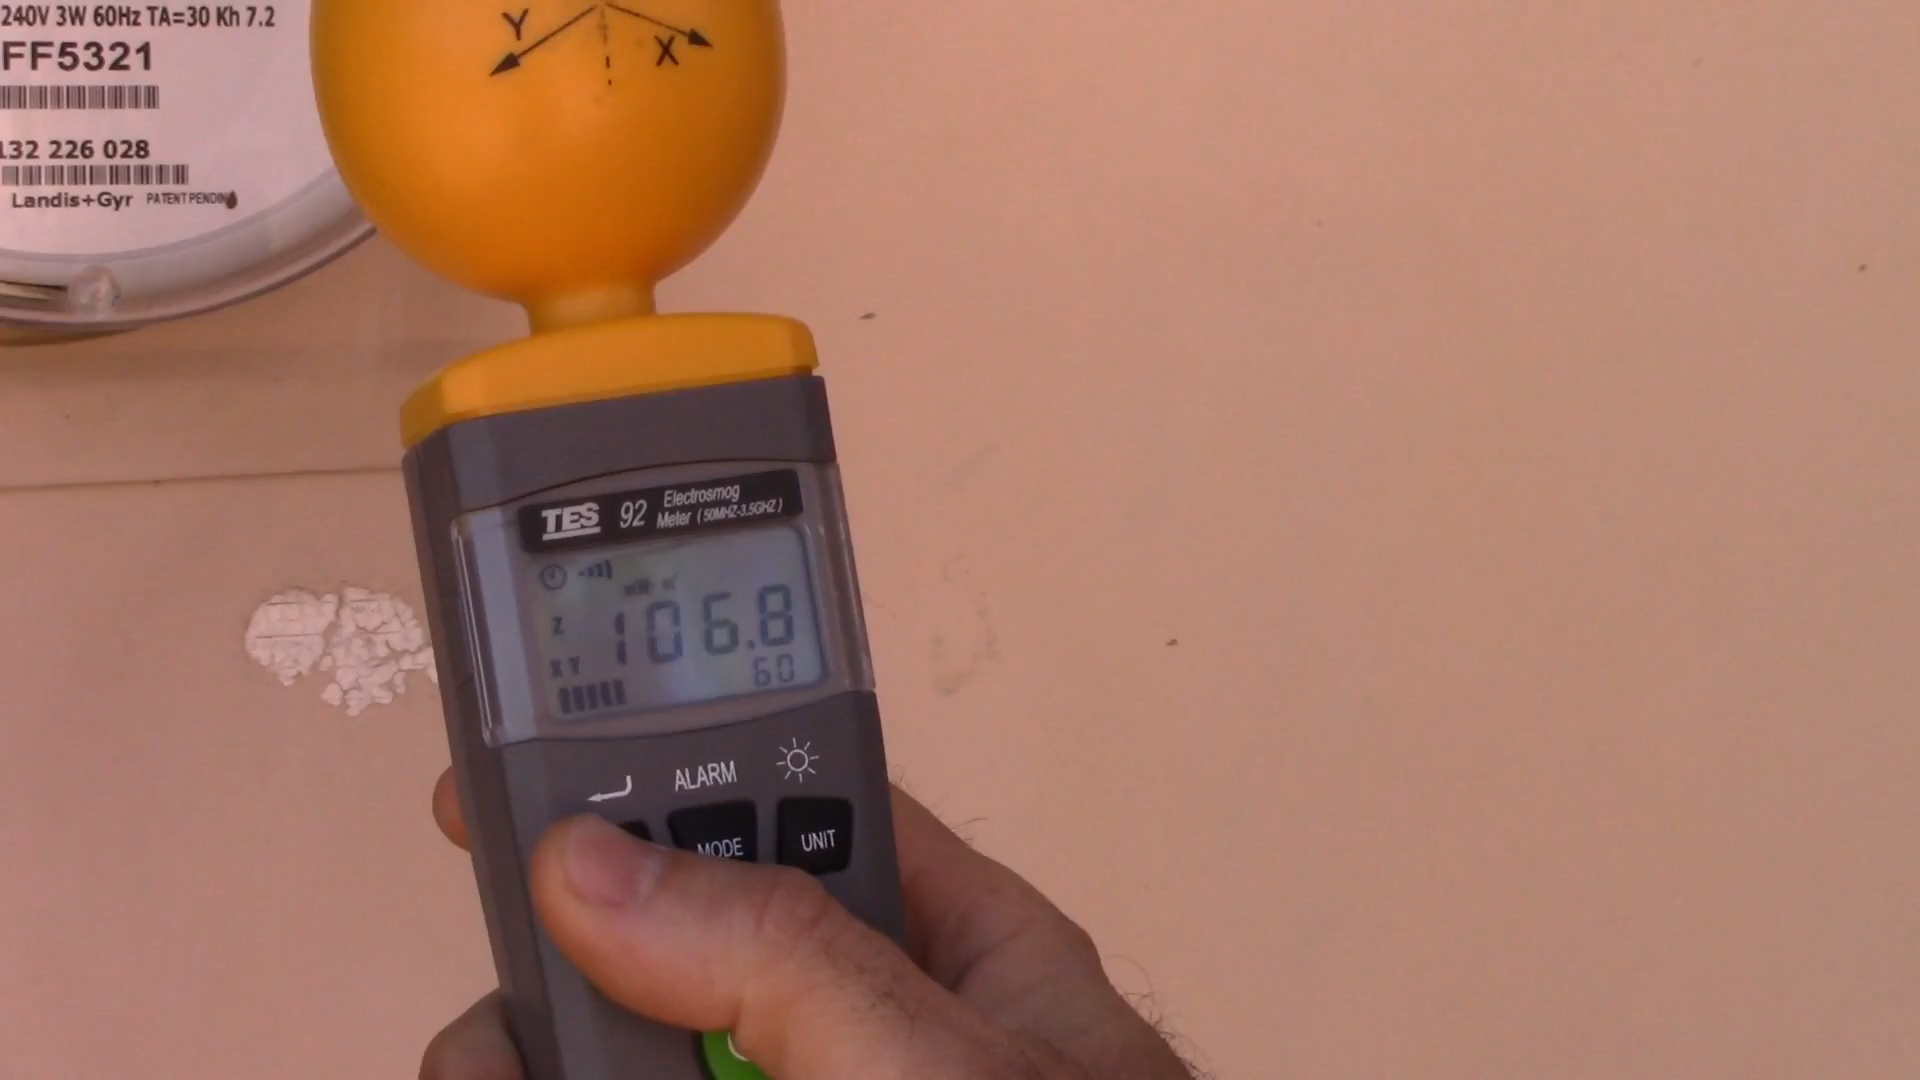 240V 3W 60Hz TA=30 Kh 7.2
FF5321
132 226 028
Landis+Gyr PATENT PENDING
Y
X
TES 92 Electrosmog
Meter (50MHZ-3.5GHZ)
Z
X Y
106.8
60
ALARM
MODE
UNIT